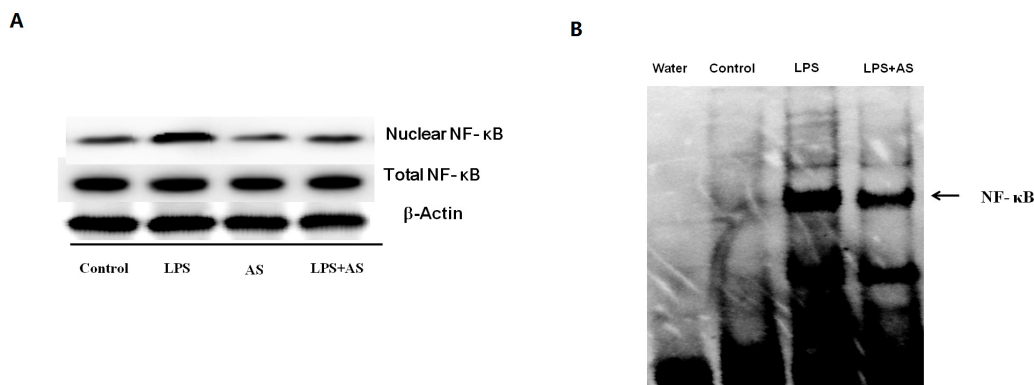 A
Nuclear NF-κB
Total NF-κB
β-Actin
Control LPS AS LPS+AS
B
Water Control LPS LPS+AS
NF-κB